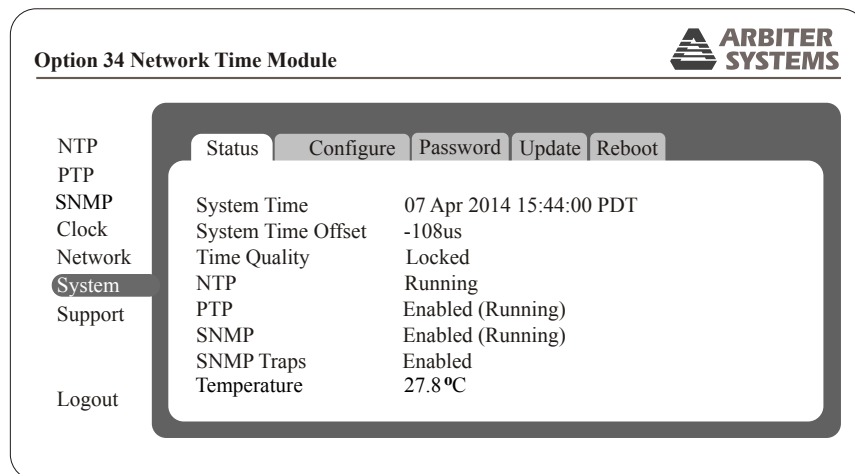 Option 34 Network Time Module
ARBITER
SYSTEMS
NTP
PTP
SNMP
Clock
Network
System
Support
Logout
Status Configure Password Update Reboot
System Time 07 Apr 2014 15:44:00 PDT
System Time Offset -108us
Time Quality Locked
NTP Running
PTP Enabled (Running)
SNMP Enabled (Running)
SNMP Traps Enabled
Temperature 27.8ºC